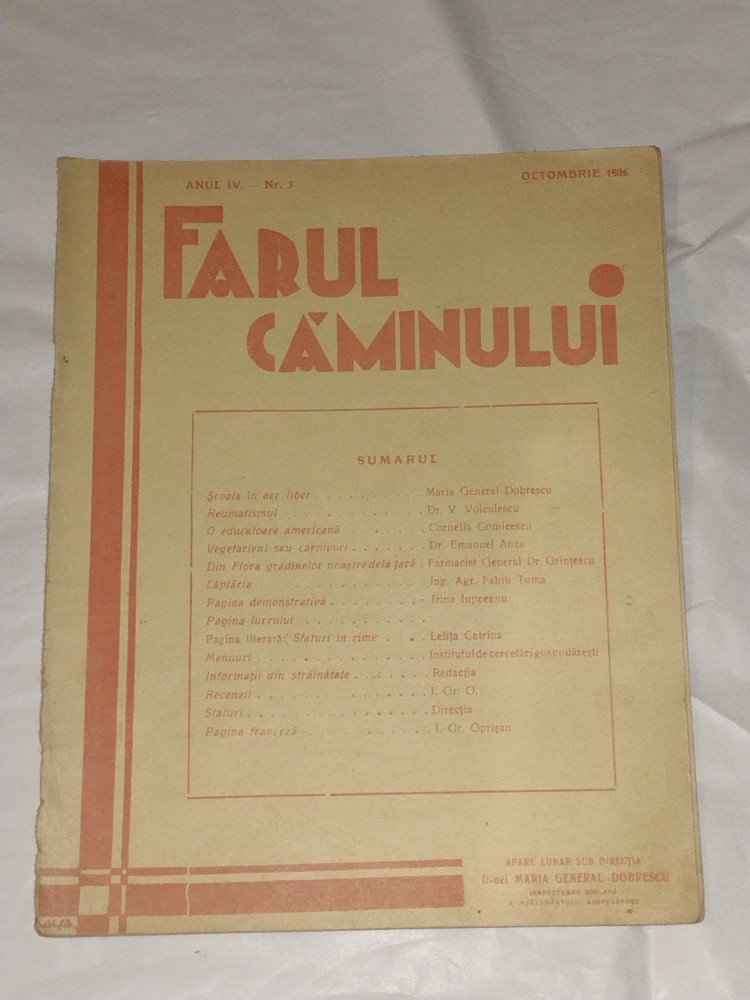 ANUL IV. — Nr. 3
OCTOMBRIE 1936
FARUL
CĂMINULUI
SUMARUL
Școala în aer liber . . . . . . . . . . Maria General Dobrescu
Reumatismul . . . . . . . . . . . . . Dr. V. Voiculescu
O educatoare americană . . . . . . . Cornelia Comicescu
Vegetarieni sau carnivori . . . . . . . Dr. Emanuel Anca
Din Flora grădinelor noastre dela țară . Farmacist General Dr. Grințescu
Lăptăria . . . . . . . . . . . Ing. Agr. Fabiu Toma
Pagina demonstrativă . . . . . . . . - Irina Iupceanu
Pagina lucrului . . . . . . . . . . .
Pagina literară: Sfaturi în rime . . . . Lelița Catrina
Menuuri . . . . . . . . . . . . . . Institutul de cercetări gospodărești
Informații din străinătate . . . . . . . Redacția
Recenzii . . . . . . . . . . . . I. Gr. O.
Sfaturi . . . . . . . . . . . . . . . . Direcția
Pagina franceză . . . . . . . . . . . I. Gr. Oprișan
APARE LUNAR SUB DIRECȚIA
D-nei MARIA GENERAL DOBRESCU
INSPECTOARE ȘCOLARĂ
A ÎNVĂȚĂMÂNTULUI GOSPODĂRESC